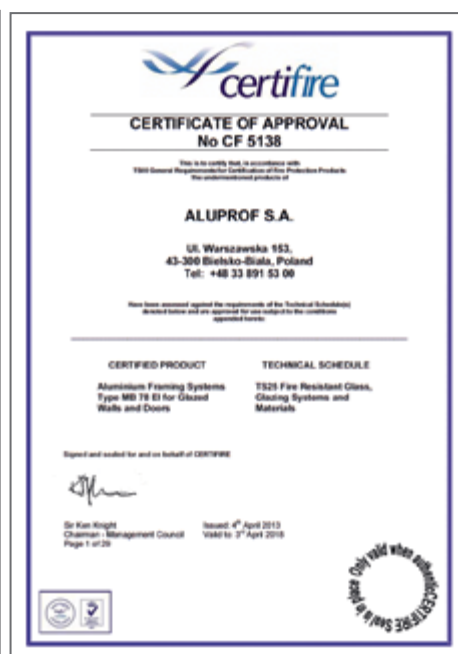 certifire
CERTIFICATE OF APPROVAL
No CF 5138
This is to certify that, in accordance with
TS00 General Requirements for Certification of Fire Protection Products
The undermentioned products of
ALUPROF S.A.
Ul. Warszawska 153,
43-300 Bielsko-Biala, Poland
Tel: +48 33 891 53 00
Have been assessed against the requirements of the Technical Schedule(s)
denoted below and are approved for use subject to the conditions
appended hereto:
CERTIFIED PRODUCT
TECHNICAL SCHEDULE
Aluminium Framing Systems
Type MB 78 EI for Glazed
Walls and Doors
TS25 Fire Resistant Glass,
Glazing Systems and
Materials
Signed and sealed for and on behalf of CERTIFIRE
Sir Ken Knight
Chairman - Management Council
Page 1 of 29
Issued: 4th April 2013
Valid to: 3rd April 2018
Only valid when authentic CERTIFIRE Seal is in place